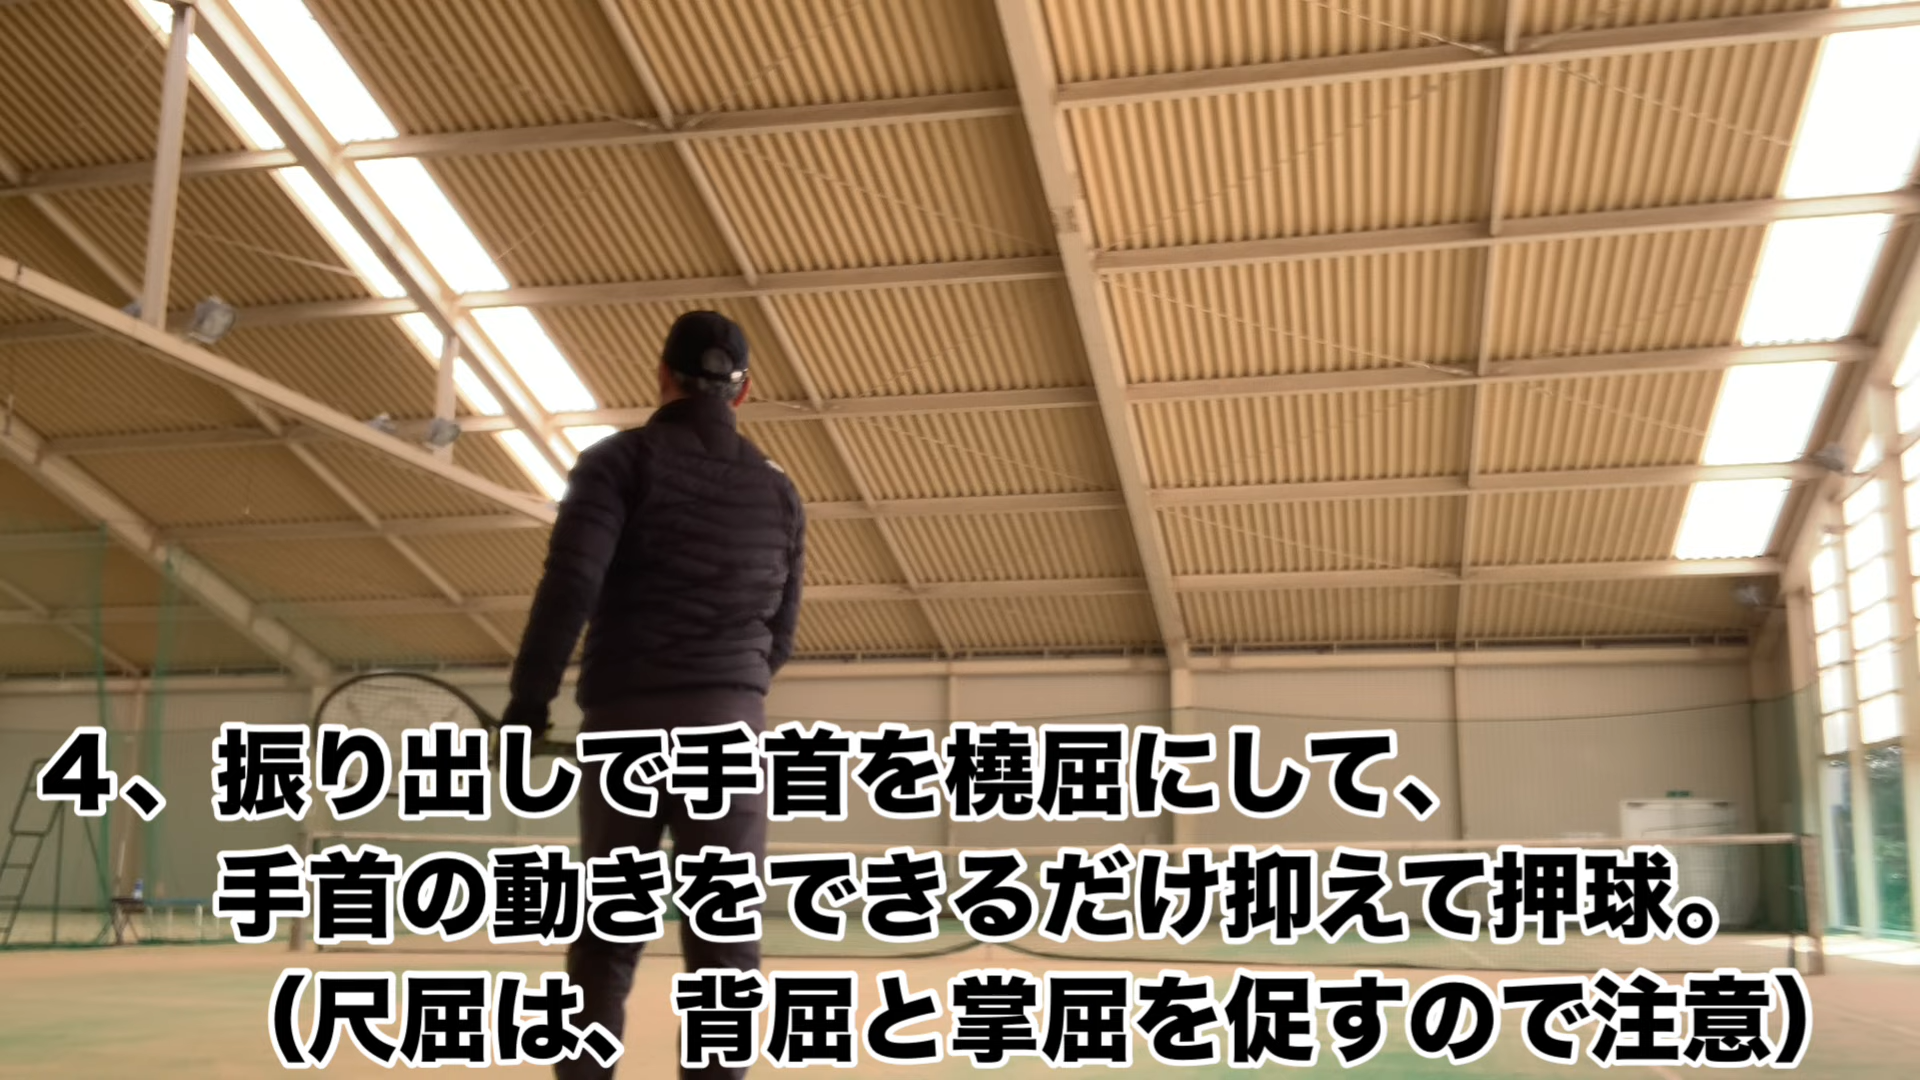 ４、振り出しで手首を橈屈にして、
手首の動きをできるだけ抑えて押球。
（尺屈は、背屈と掌屈を促すので注意）